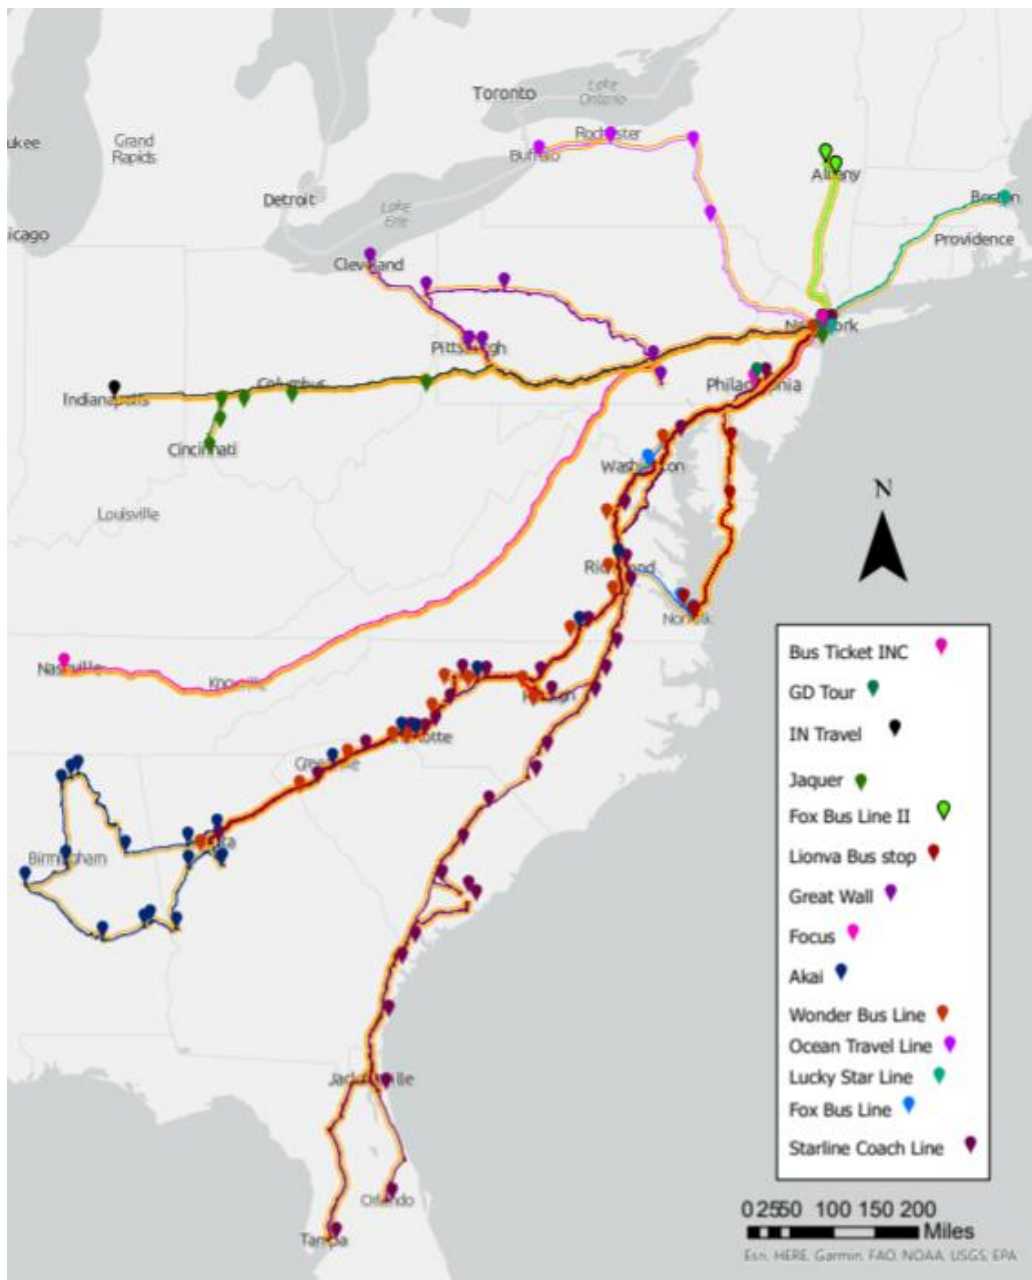 Toronto
Lake
Ontario
ukee
Grand
Rapids
Rochester
Buffalo
Albany
Detroit
Boston
Lake
Erie
icago
Providence
Cleveland
New York
Pittsburgh
Columbus
Philadelphia
Indianapolis
Cincinnati
Washington
N
Louisville
Richmond
Norfolk
Nashville
Knoxville
Raleigh
Charlotte
Greenville
Birmingham
Jacksonville
Orlando
Tampa
Bus Ticket INC
GD Tour
IN Travel
Jaquer
Fox Bus Line II
Lionva Bus stop
Great Wall
Focus
Akai
Wonder Bus Line
Ocean Travel Line
Lucky Star Line
Fox Bus Line
Starline Coach Line
0 25 50 100 150 200
Miles
Esri, HERE, Garmin, FAO, NOAA, USGS, EPA